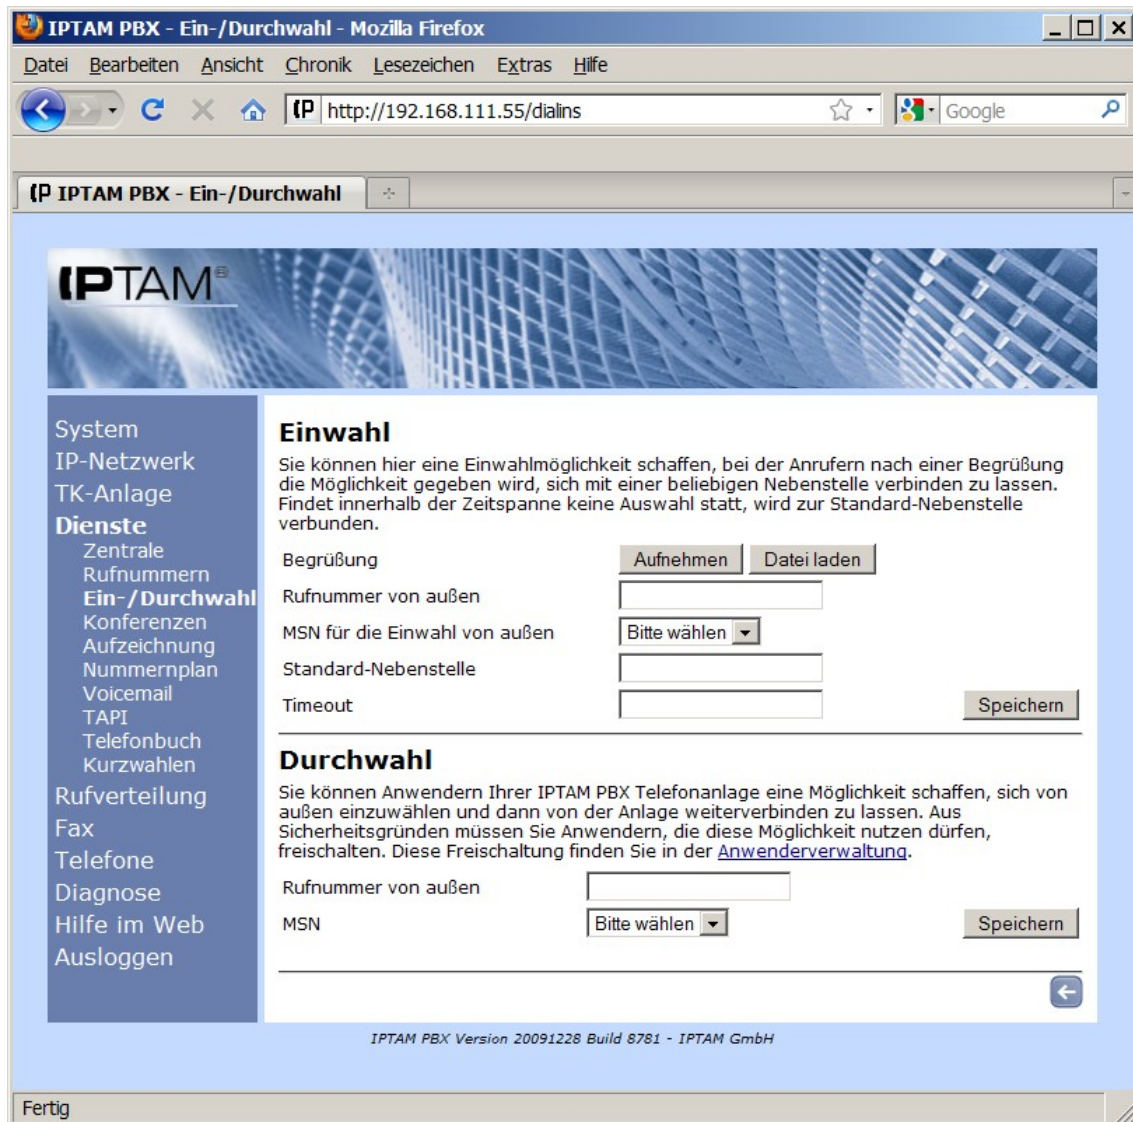 IPTAM PBX - Ein-/Durchwahl - Mozilla Firefox
Datei Bearbeiten Ansicht Chronik Lesezeichen Extras Hilfe
(P http://192.168.111.55/dialins Google
(P IPTAM PBX - Ein-/Durchwahl
IPTAM®
System
IP-Netzwerk
TK-Anlage
Dienste
Zentrale
Rufnummern
Ein-/Durchwahl
Konferenzen
Aufzeichnung
Nummernplan
Voicemail
TAPI
Telefonbuch
Kurzwahlen
Rufverteilung
Fax
Telefone
Diagnose
Hilfe im Web
Ausloggen
Einwahl
Sie können hier eine Einwahlmöglichkeit schaffen, bei der Anrufern nach einer Begrüßung
die Möglichkeit gegeben wird, sich mit einer beliebigen Nebenstelle verbinden zu lassen.
Findet innerhalb der Zeitspanne keine Auswahl statt, wird zur Standard-Nebenstelle
verbunden.
Begrüßung Aufnehmen Datei laden
Rufnummer von außen
MSN für die Einwahl von außen Bitte wählen
Standard-Nebenstelle
Timeout Speichern
Durchwahl
Sie können Anwendern Ihrer IPTAM PBX Telefonanlage eine Möglichkeit schaffen, sich von
außen einzuwählen und dann von der Anlage weiterverbinden zu lassen. Aus
Sicherheitsgründen müssen Sie Anwendern, die diese Möglichkeit nutzen dürfen,
freischalten. Diese Freischaltung finden Sie in der Anwenderverwaltung.
Rufnummer von außen
MSN Bitte wählen Speichern
IPTAM PBX Version 20091228 Build 8781 - IPTAM GmbH
Fertig